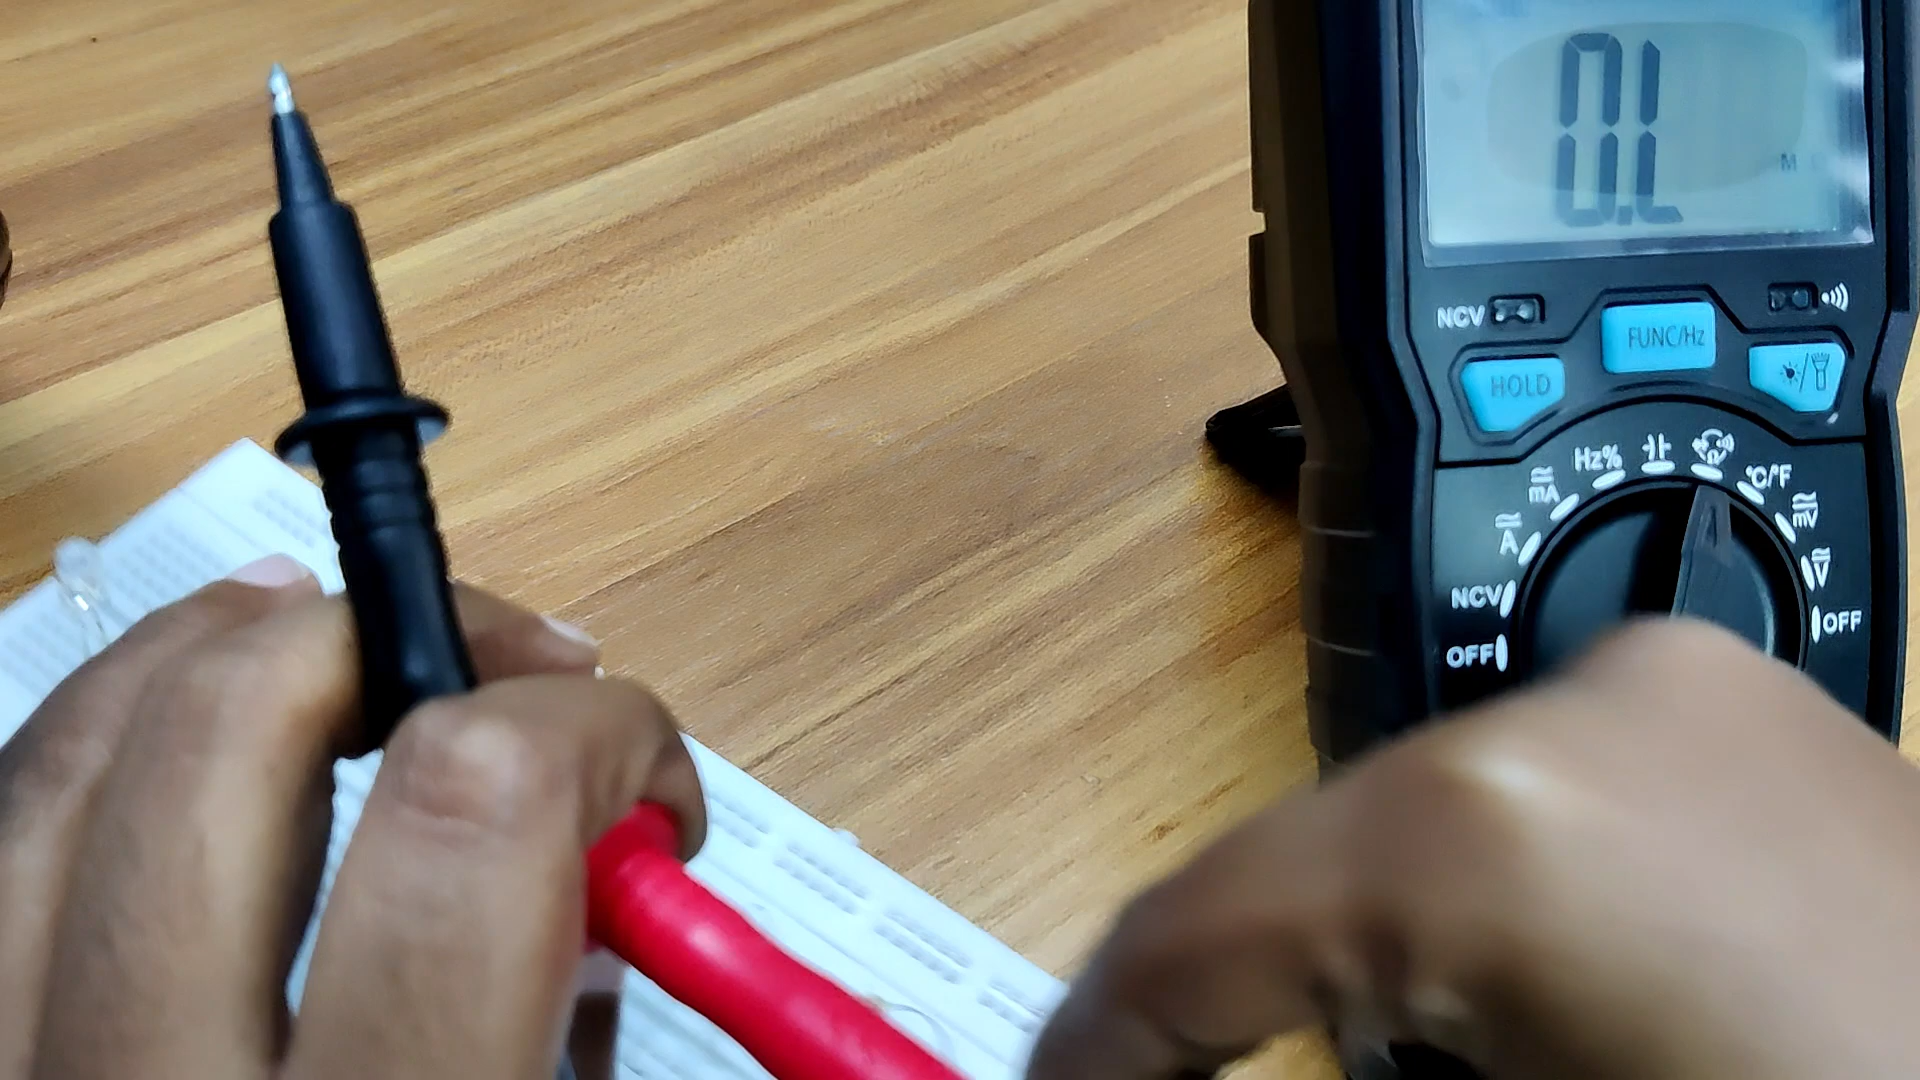 0.L
M
NCV
FUNC/Hz
HOLD
Hz%
mA
°C/F
mV
A
V
NCV
OFF
OFF